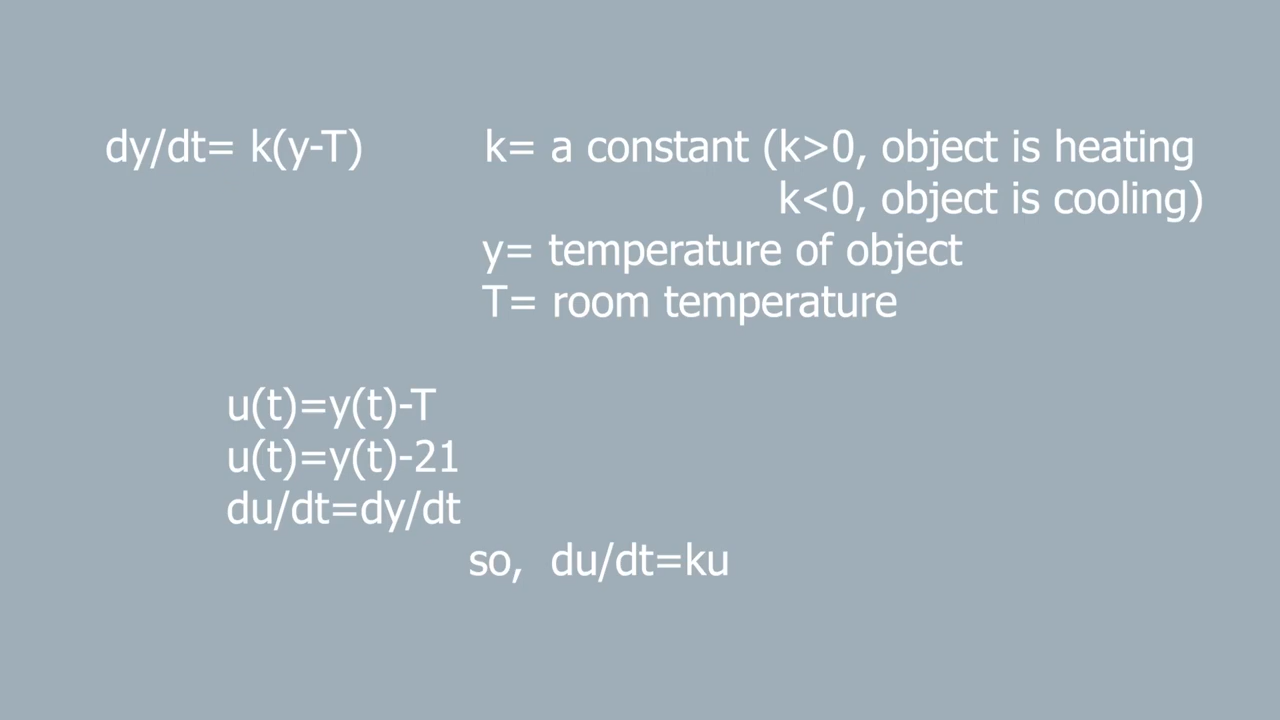 dy/dt= k(y-T) k= a constant (k>0, object is heating
k<0, object is cooling)
y= temperature of object
T= room temperature
u(t)=y(t)-T
u(t)=y(t)-21
du/dt=dy/dt
so, du/dt=ku